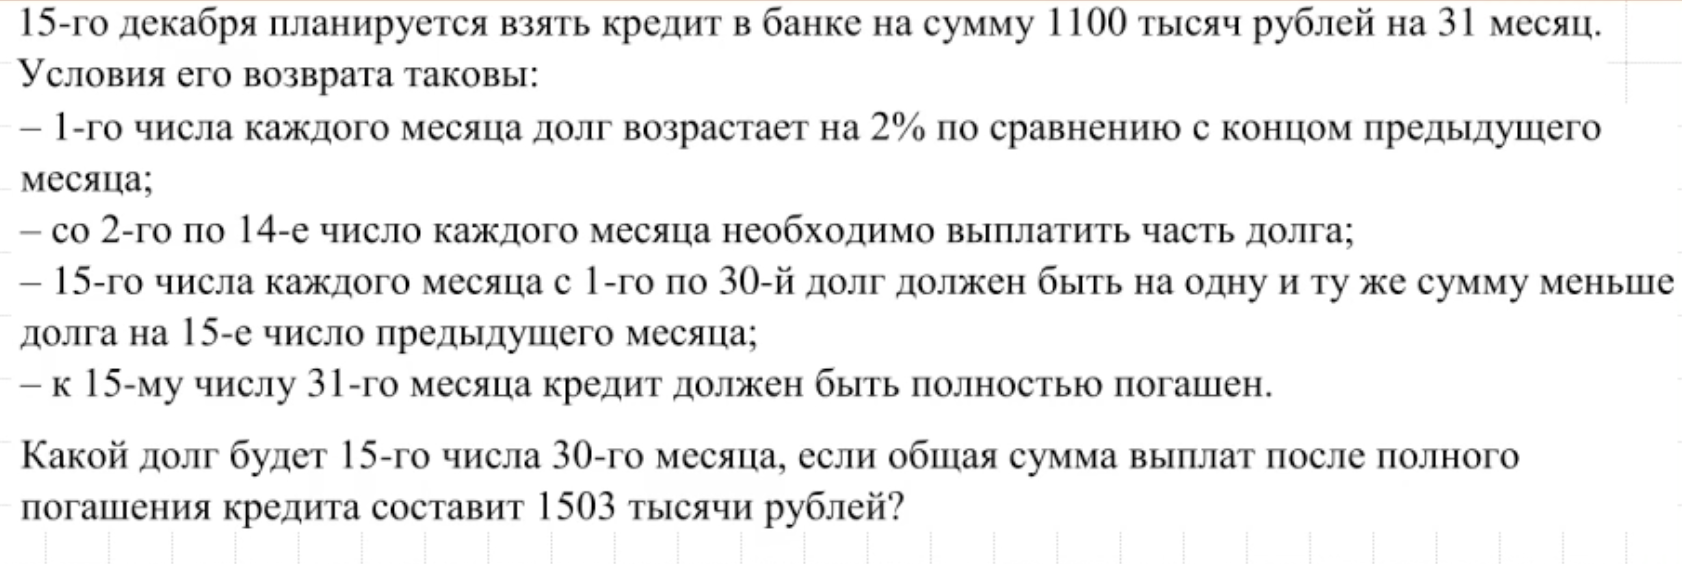 15-го декабря планируется взять кредит в банке на сумму 1100 тысяч рублей на 31 месяц.
Условия его возврата таковы:
– 1-го числа каждого месяца долг возрастает на 2% по сравнению с концом предыдущего
месяца;
– со 2-го по 14-е число каждого месяца необходимо выплатить часть долга;
– 15-го числа каждого месяца с 1-го по 30-й долг должен быть на одну и ту же сумму меньше
долга на 15-е число предыдущего месяца;
– к 15-му числу 31-го месяца кредит должен быть полностью погашен.
Какой долг будет 15-го числа 30-го месяца, если общая сумма выплат после полного
погашения кредита составит 1503 тысячи рублей?